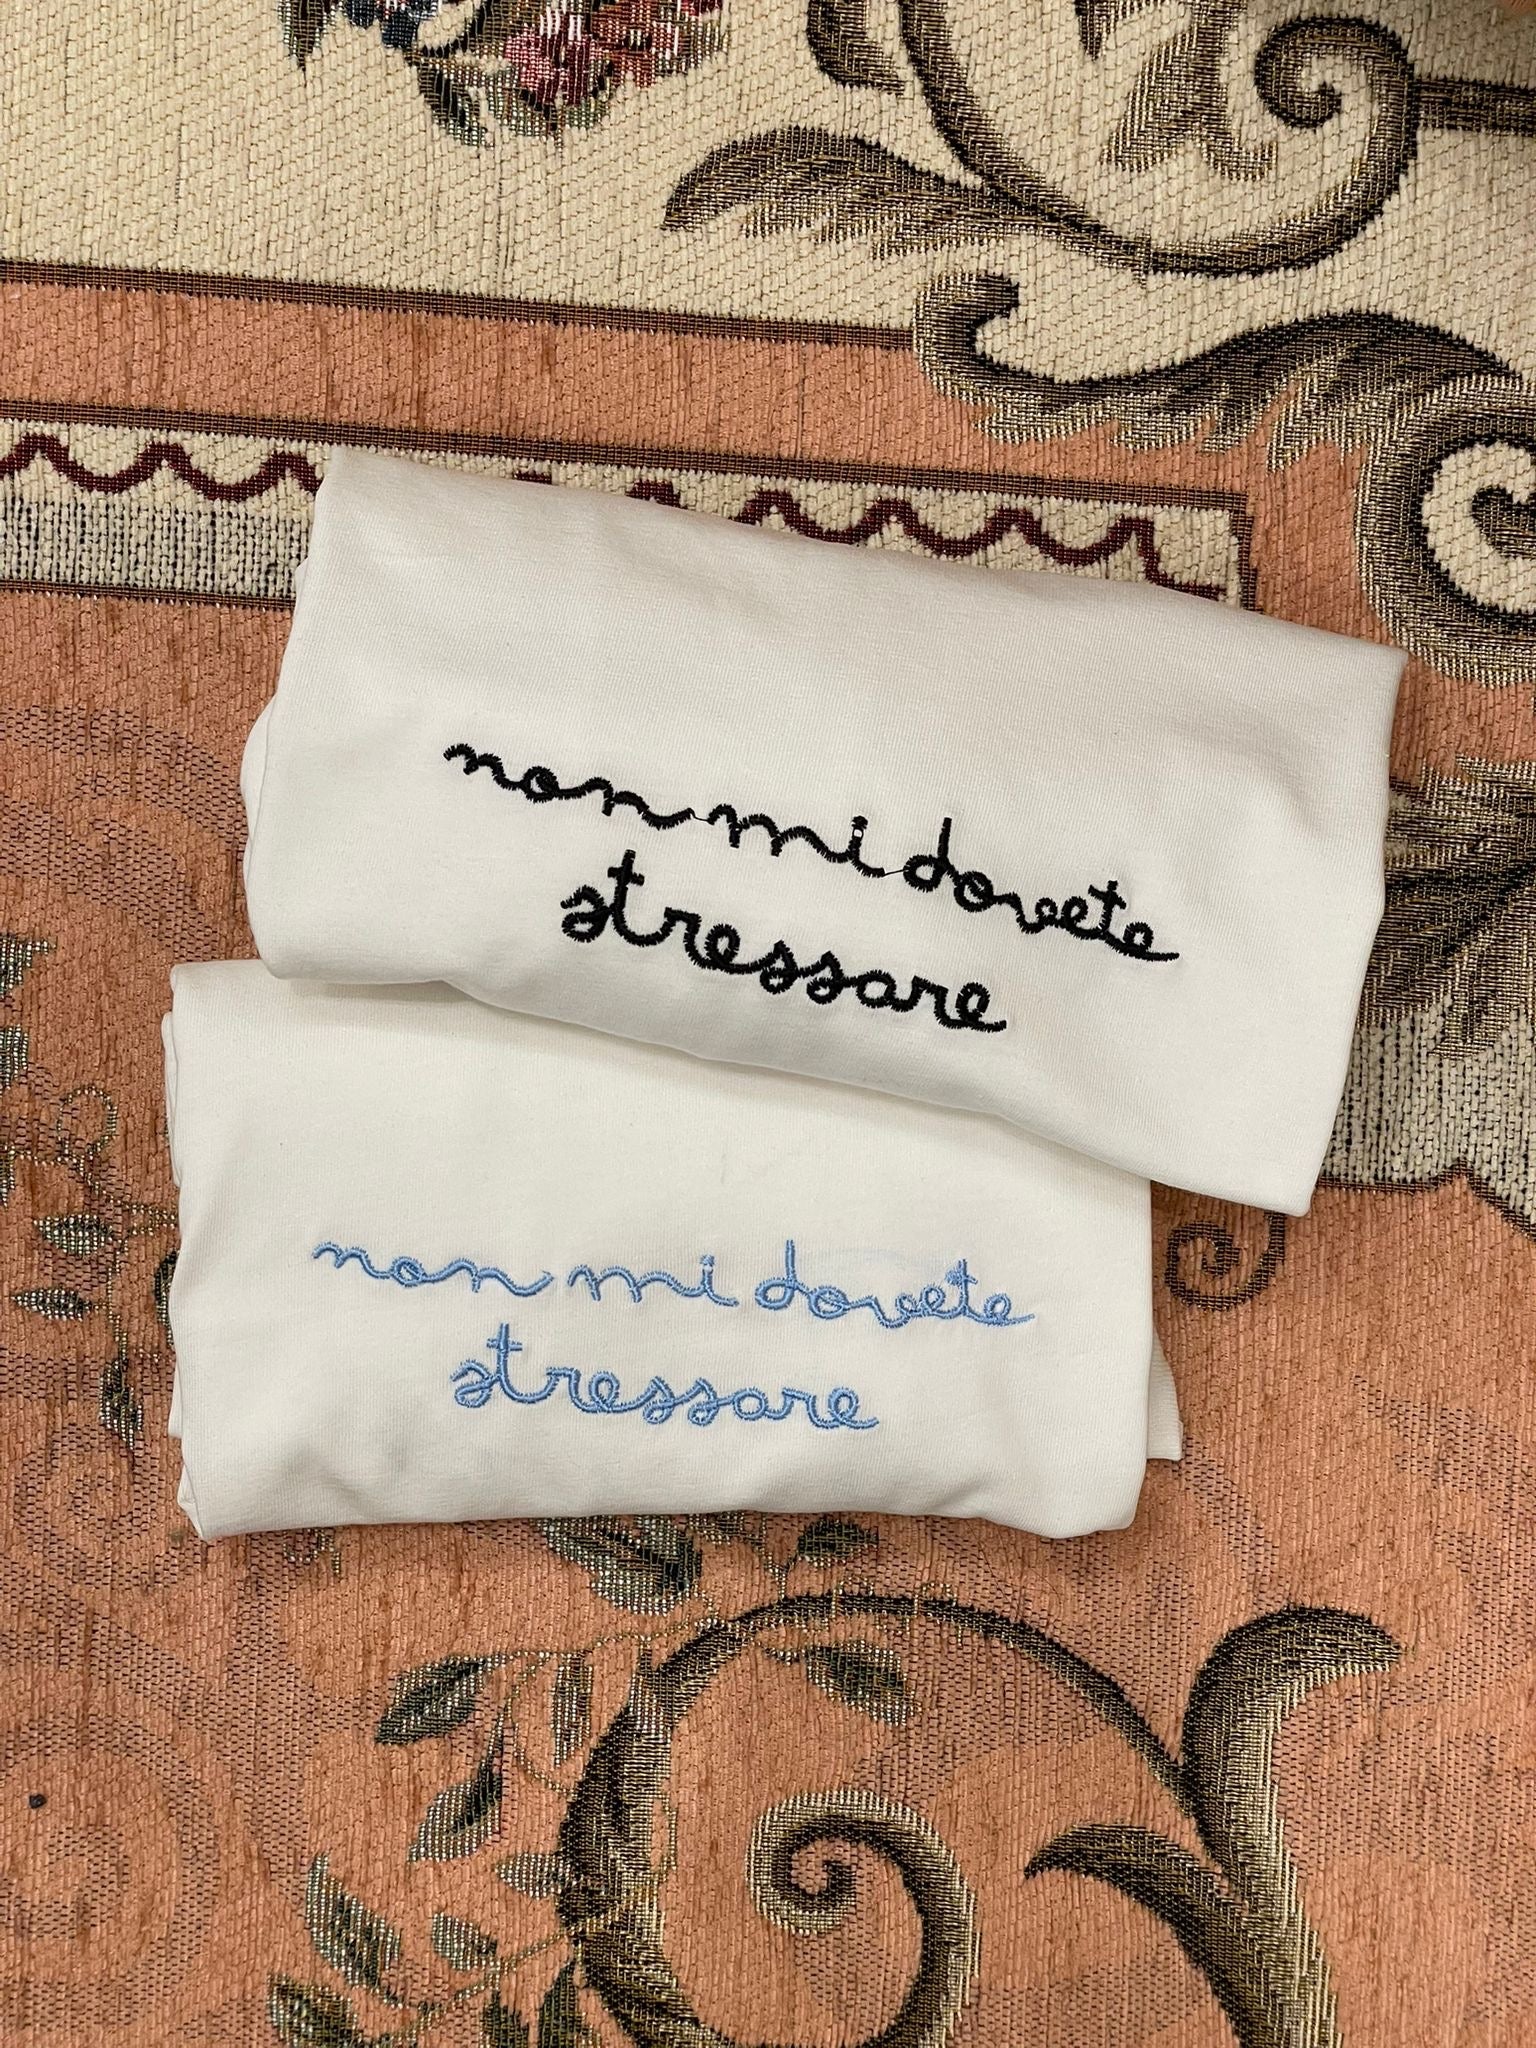 non mi dovete
stressare
non mi dovete
stressare